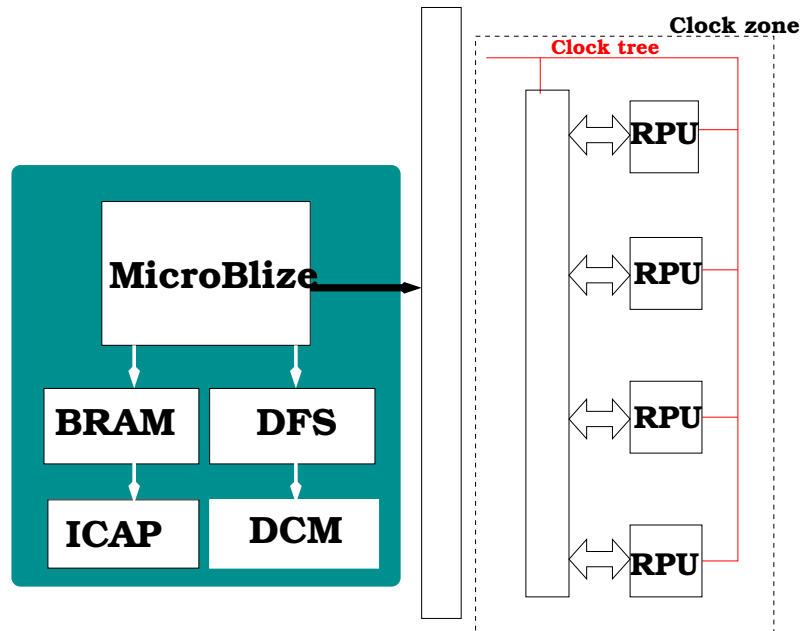 Clock zone
Clock tree
RPU
MicroBlize
RPU
BRAM
DFS
RPU
ICAP
DCM
RPU